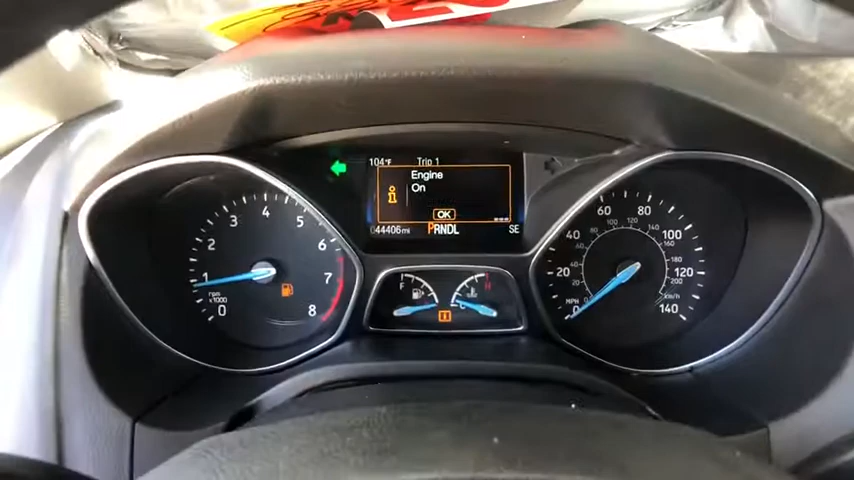 104°F Trip 1
Engine
On
OK
044406mi PRNDL SE
0 1 2 3 4 5 6 7 8
rpm
x1000
F
H
C
MPH
0 20 40 60 80 100 120 140
km/h